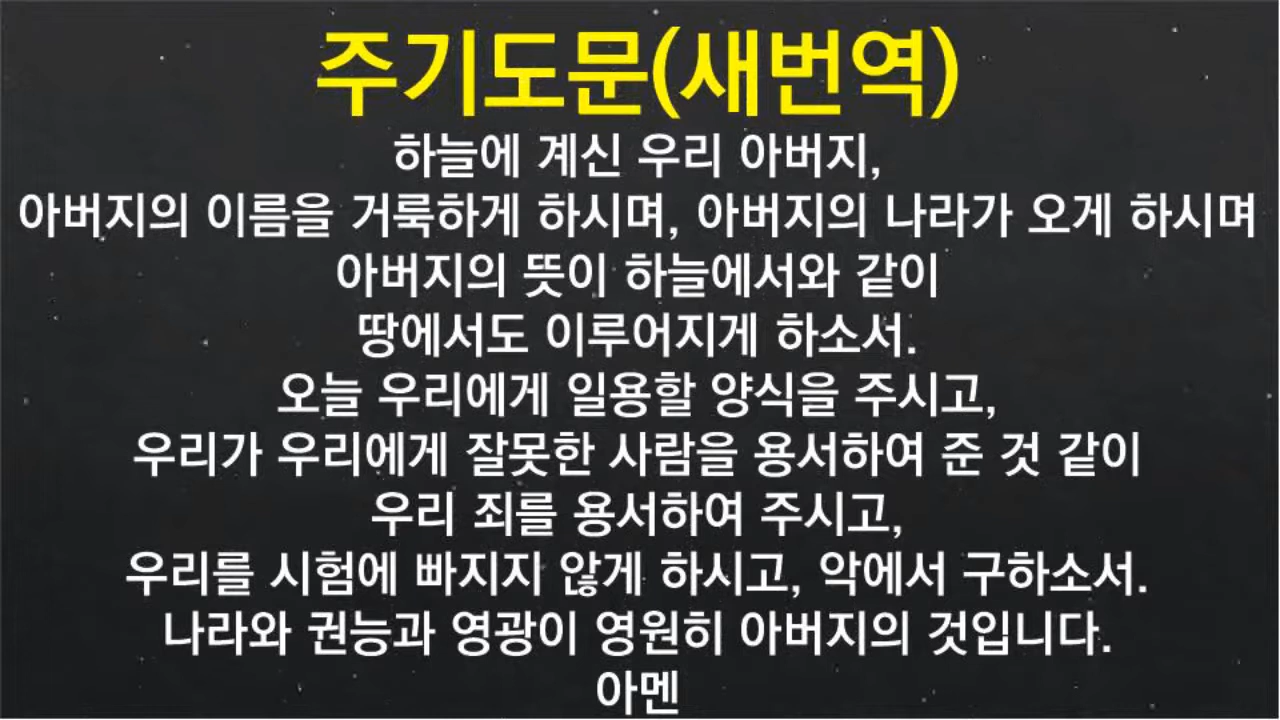 주기도문(새번역)
하늘에 계신 우리 아버지,
아버지의 이름을 거룩하게 하시며, 아버지의 나라가 오게 하시며
아버지의 뜻이 하늘에서와 같이
땅에서도 이루어지게 하소서.
오늘 우리에게 일용할 양식을 주시고,
우리가 우리에게 잘못한 사람을 용서하여 준 것 같이
우리 죄를 용서하여 주시고,
우리를 시험에 빠지지 않게 하시고, 악에서 구하소서.
나라와 권능과 영광이 영원히 아버지의 것입니다.
아멘